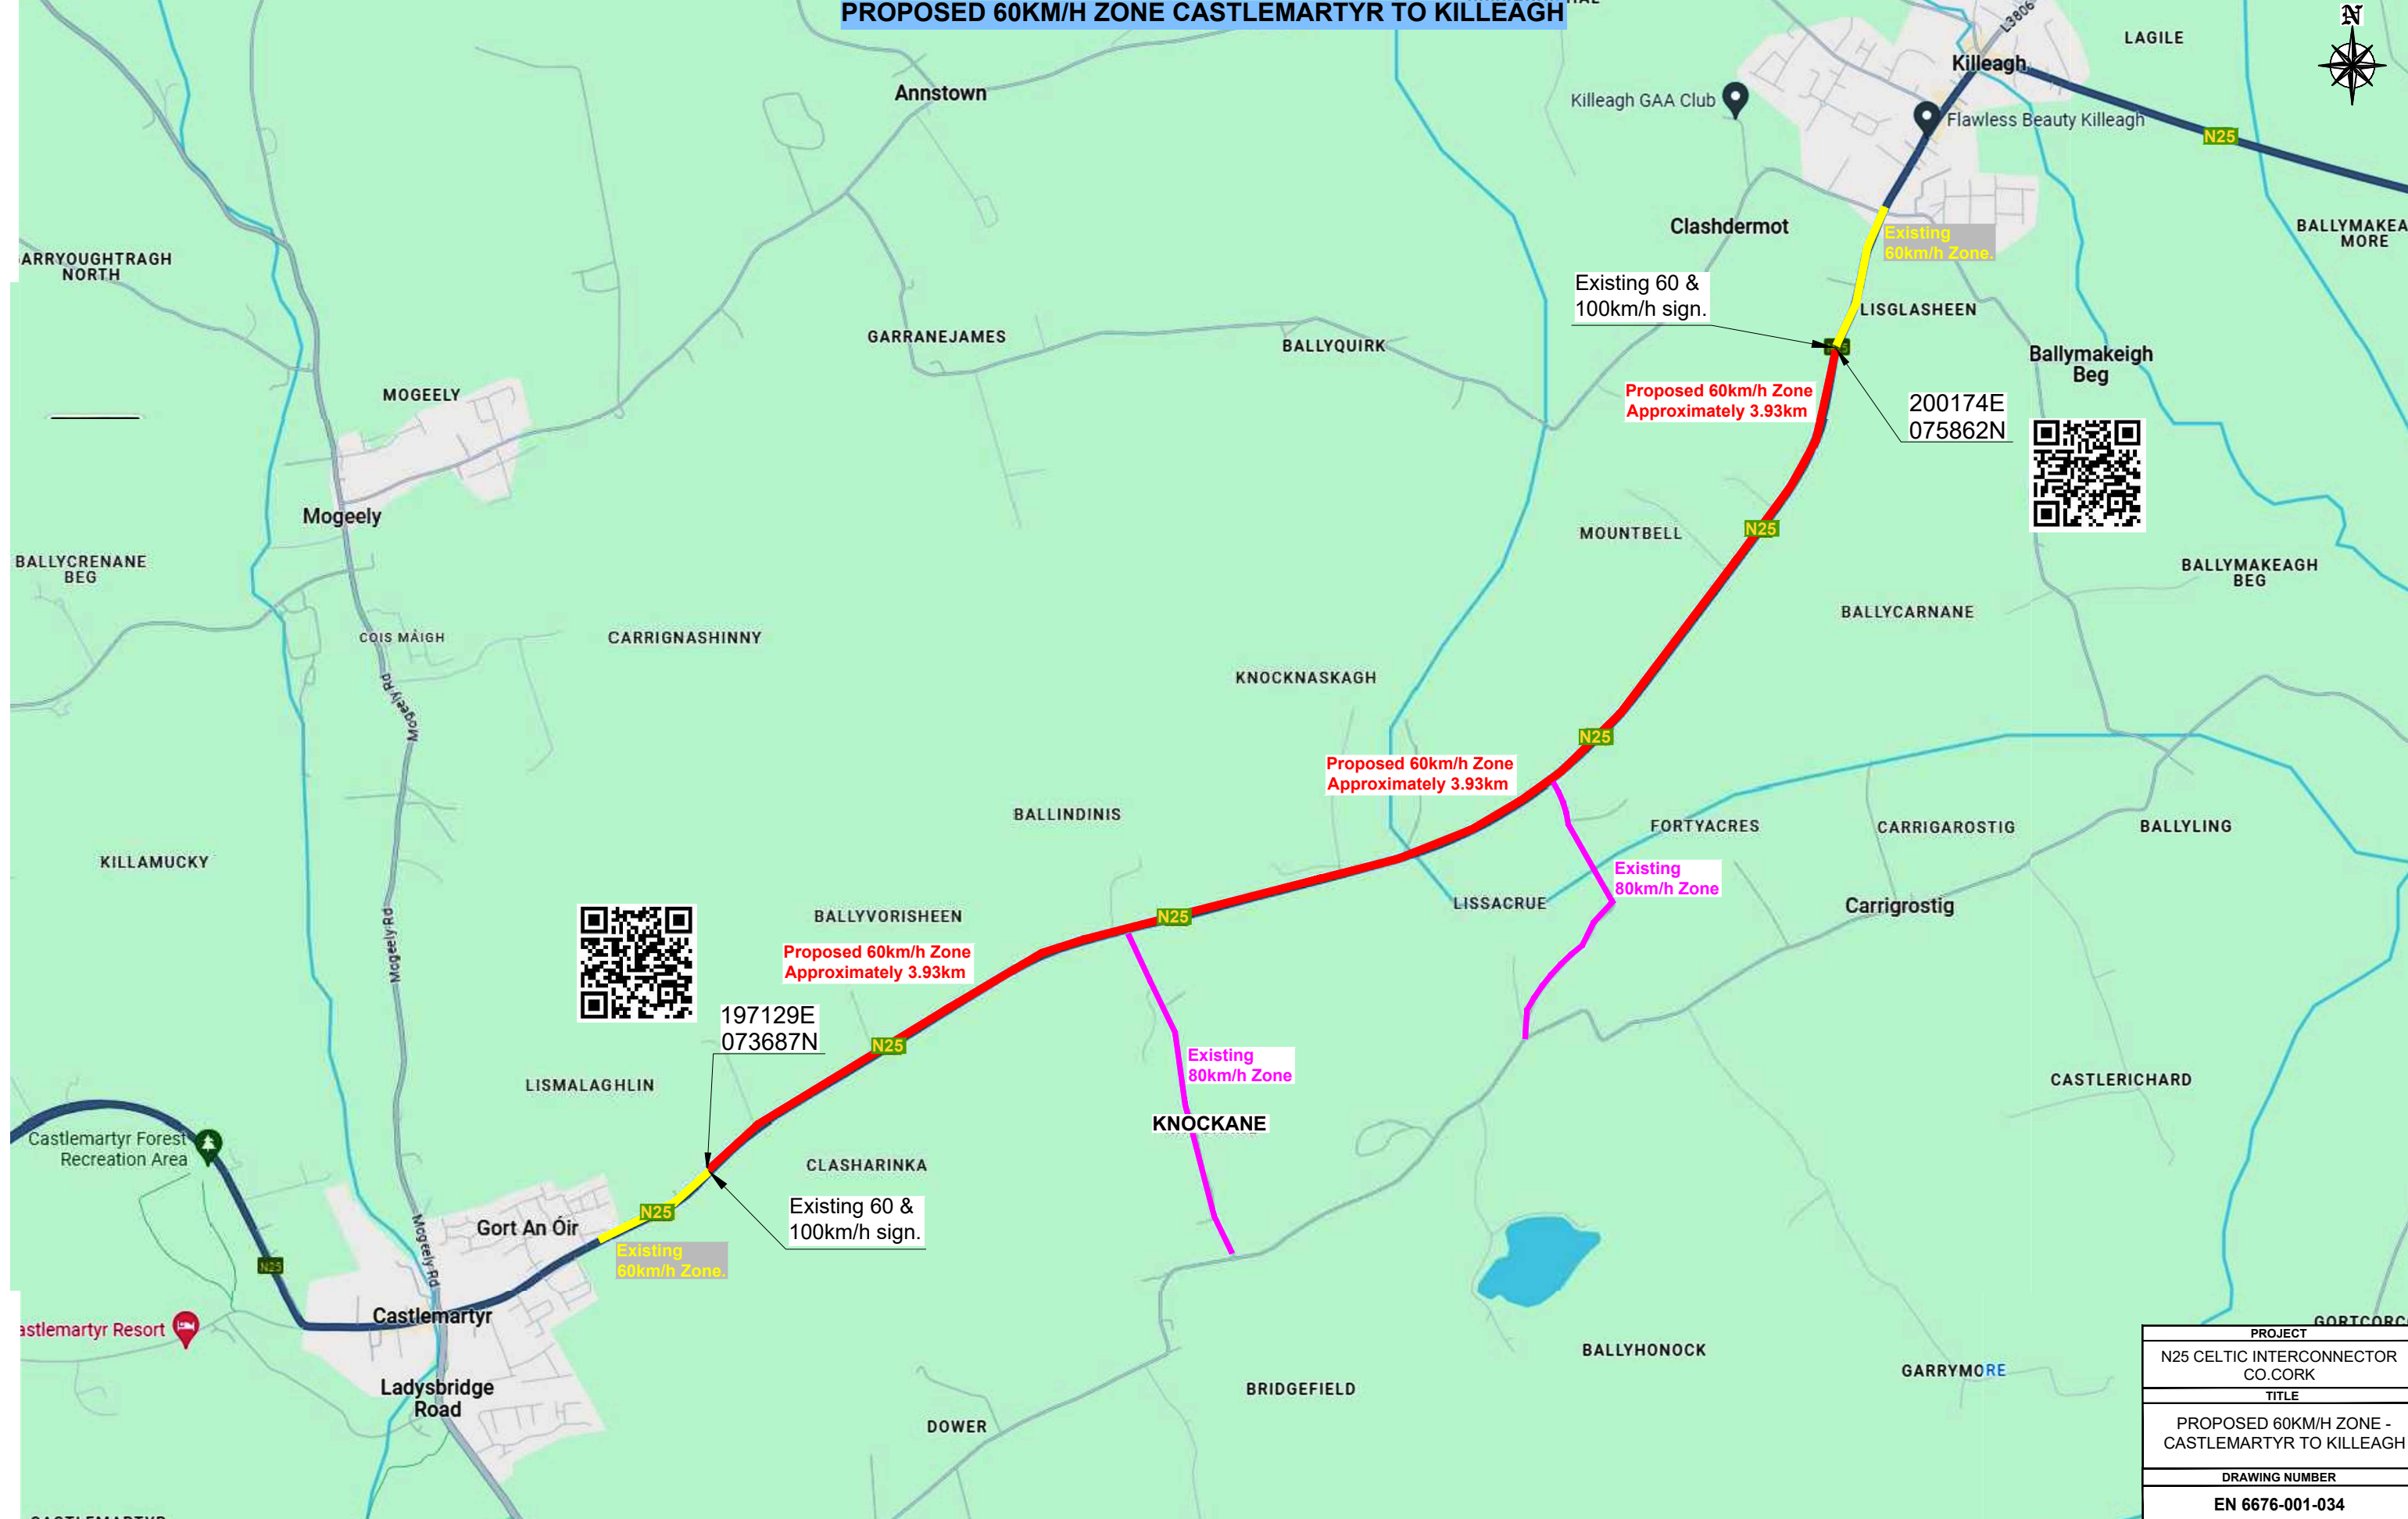 PROPOSED 60KM/H ZONE CASTLEMARTYR TO KILLEAGH
L3806
N
LAGILE
Killeagh
Annstown
Killeagh GAA Club
Flawless Beauty Killeagh
N25
Clashdermot
BALLYMAKEA
MORE
Existing
60km/h Zone.
ARRYOUGHTRAGH
NORTH
Existing 60 &
100km/h sign.
LISGLASHEEN
GARRANEJAMES
BALLYQUIRK
Ballymakeigh
Beg
MOGEELY
Proposed 60km/h Zone
Approximately 3.93km
200174E
075862N
Mogeely
MOUNTBELL
N25
BALLYCRENANE
BEG
BALLYMAKEAGH
BEG
BALLYCARNANE
COIS MÁIGH
CARRIGNASHINNY
KNOCKNASKAGH
Mogeely Rd
N25
Proposed 60km/h Zone
Approximately 3.93km
BALLINDINIS
FORTYACRES
CARRIGAROSTIG
BALLYLING
KILLAMUCKY
Existing
80km/h Zone
LISSACRUE
Carrigrostig
BALLYVORISHEEN
N25
Mogeely Rd
Proposed 60km/h Zone
Approximately 3.93km
197129E
073687N
N25
Existing
80km/h Zone
LISMALAGHLIN
CASTLERICHARD
KNOCKANE
Castlemartyr Forest
Recreation Area
CLASHARINKA
Existing 60 &
100km/h sign.
N25
Gort An Óir
Mogeely Rd
Existing
60km/h Zone.
N25
Castlemartyr
astlemartyr Resort
Ladysbridge
Road
BALLYHONOCK
GARRYMORE
BRIDGEFIELD
DOWER
PROJECT
N25 CELTIC INTERCONNECTOR
CO.CORK
TITLE
PROPOSED 60KM/H ZONE -
CASTLEMARTYR TO KILLEAGH
DRAWING NUMBER
EN 6676-001-034